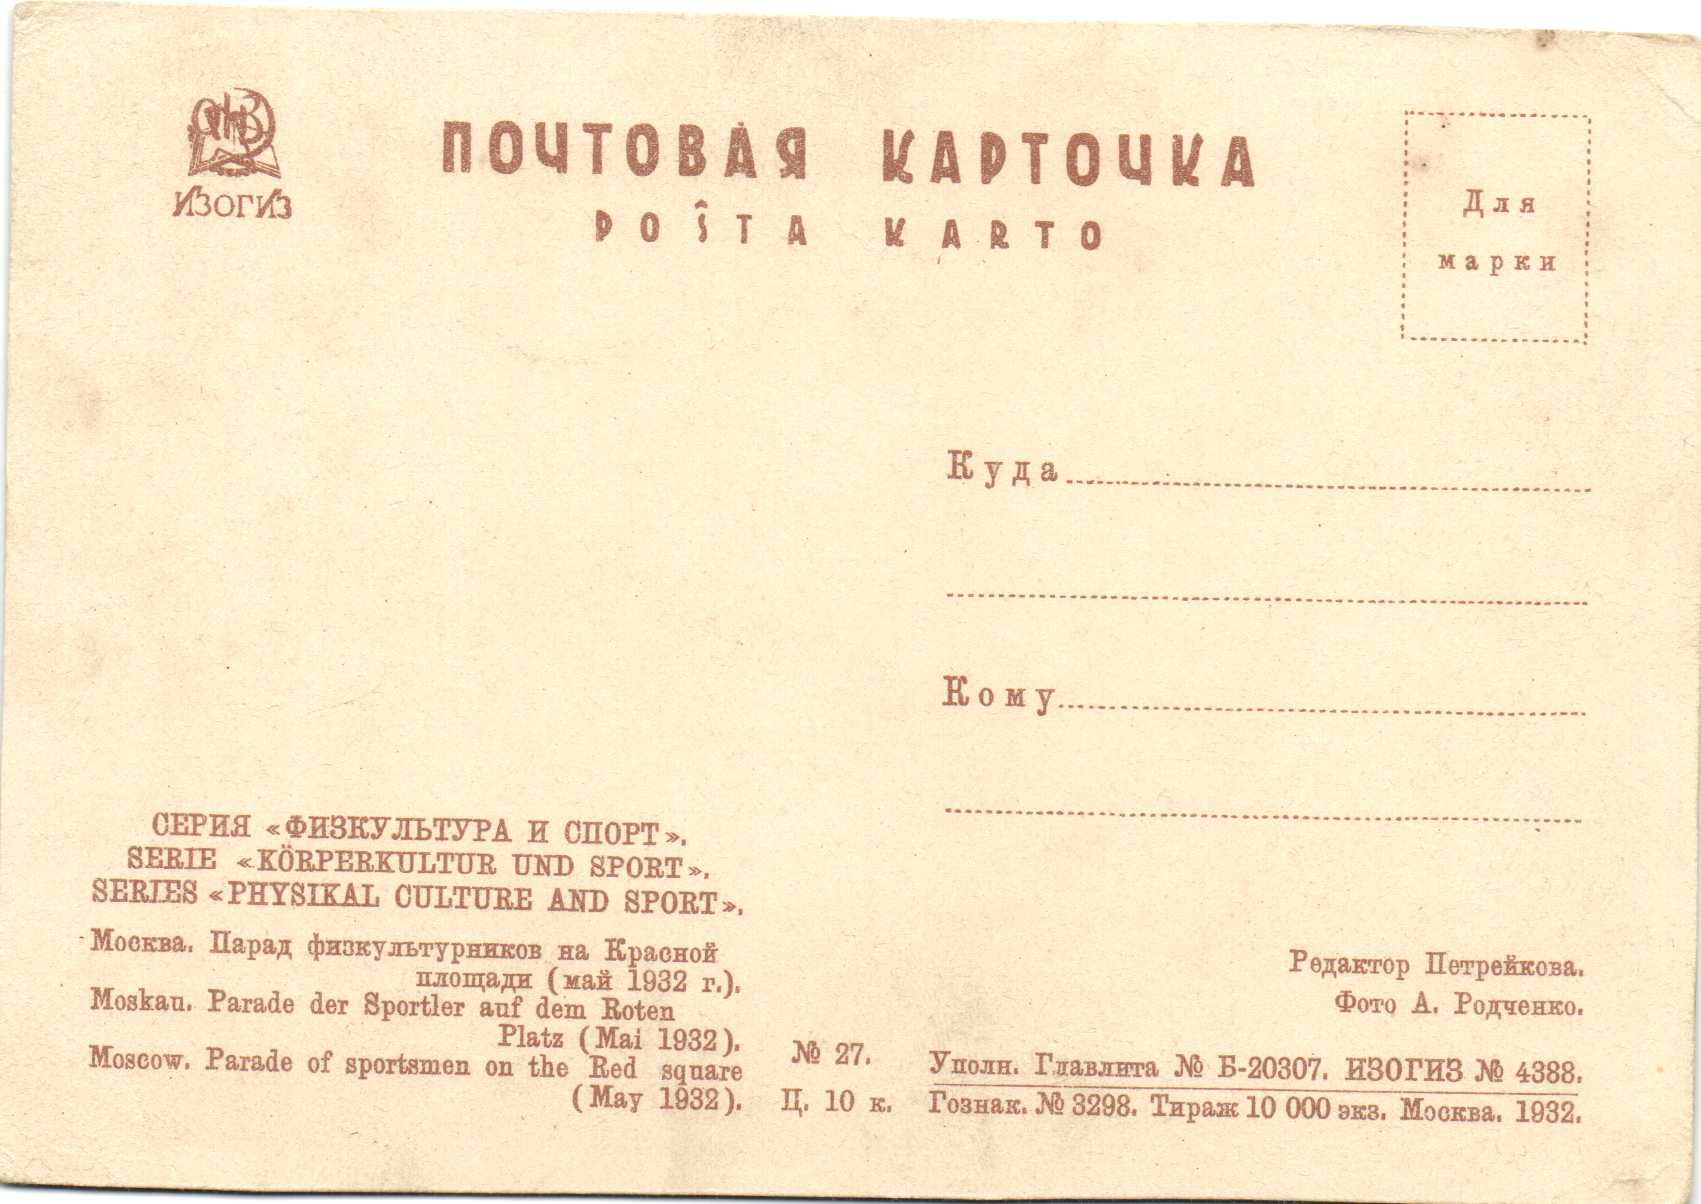 ИЗОГИЗ
ПОЧТОВАЯ КАРТОЧКА
POŜTA KARTO
Для
марки
Куда
Кому
СЕРИЯ «ФИЗКУЛЬТУРА И СПОРТ».
SERIE «KÖRPERKULTUR UND SPORT».
SERIES «PHYSIKAL CULTURE AND SPORT».
Москва. Парад физкультурников на Красной
площади (май 1932 г.).
Moskau. Parade der Sportler auf dem Roten
Platz (Mai 1932).
Moscow. Parade of sportsmen on the Red square
(May 1932).
№ 27.
Ц. 10 к.
Редактор Петрейкова.
Фото А. Родченко.
Уполн. Главлита № Б-20307. ИЗОГИЗ № 4388.
Гознак. № 3298. Тираж 10 000 экз. Москва. 1932.